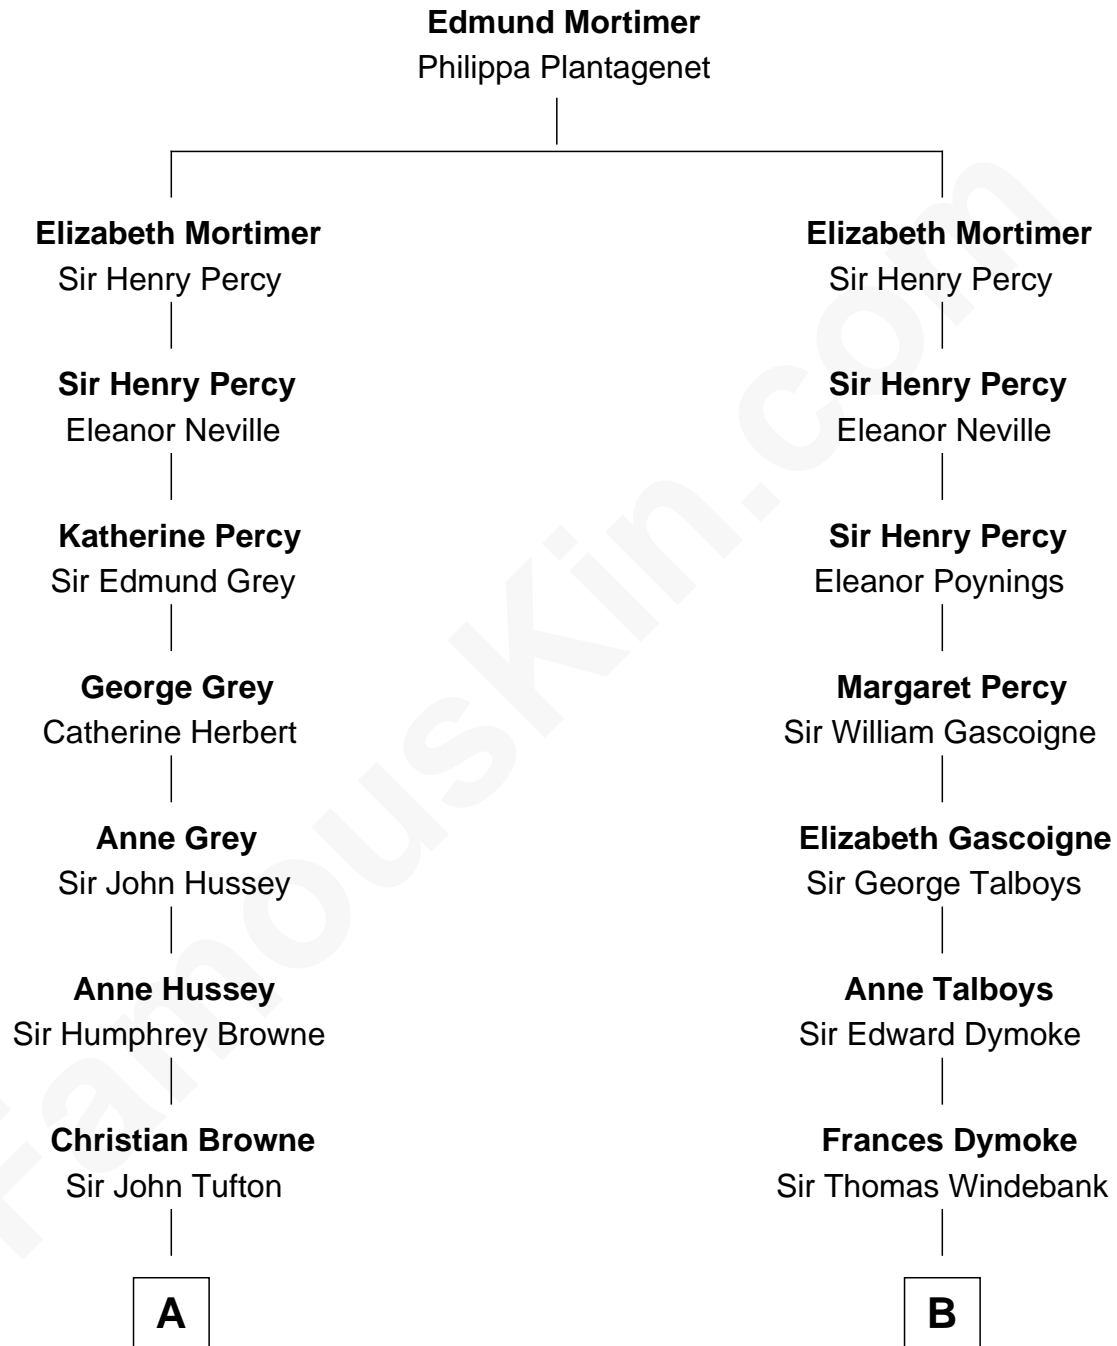 Edmund Mortimer
Philippa Plantagenet
Elizabeth Mortimer
Sir Henry Percy
Sir Henry Percy
Eleanor Neville
Katherine Percy
Sir Edmund Grey
George Grey
Catherine Herbert
Anne Grey
Sir John Hussey
Anne Hussey
Sir Humphrey Browne
Christian Browne
Sir John Tufton
A
Elizabeth Mortimer
Sir Henry Percy
Sir Henry Percy
Eleanor Neville
Sir Henry Percy
Eleanor Poynings
Margaret Percy
Sir William Gascoigne
Elizabeth Gascoigne
Sir George Talboys
Anne Talboys
Sir Edward Dymoke
Frances Dymoke
Sir Thomas Windebank
B
FamousKin.com